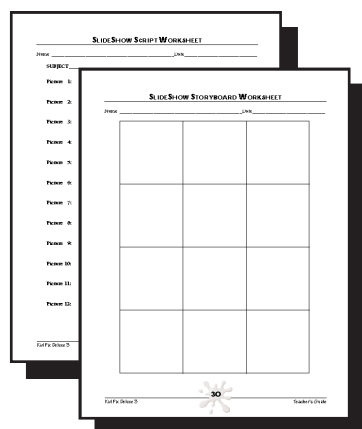 SLIDESHOW SCRIPT WORKSHEET
NAME DATE
SUBJECT
Picture 1:
Picture 2:
Picture 3:
Picture 4:
Picture 5:
Picture 6:
Picture 7:
Picture 8:
Picture 9:
Picture 10:
Picture 11:
Picture 12:
Kid Pix Deluxe 3
SLIDESHOW STORYBOARD WORKSHEET
NAME DATE
30
Kid Pix Deluxe 3 Teacher's Guide